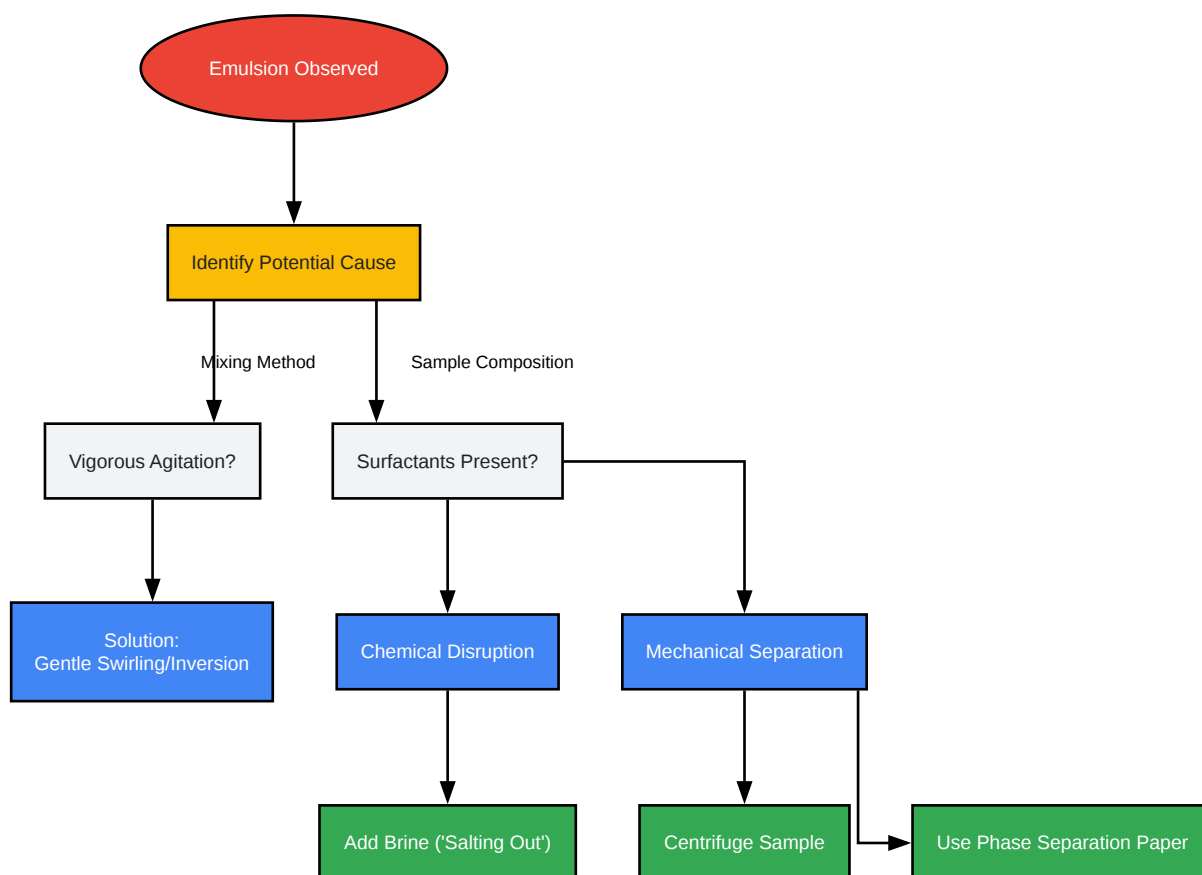 Emulsion Observed
Identify Potential Cause
Mixing Method
Sample Composition
Vigorous Agitation?
Surfactants Present?
Solution:
Gentle Swirling/Inversion
Chemical Disruption
Mechanical Separation
Add Brine ('Salting Out')
Centrifuge Sample
Use Phase Separation Paper